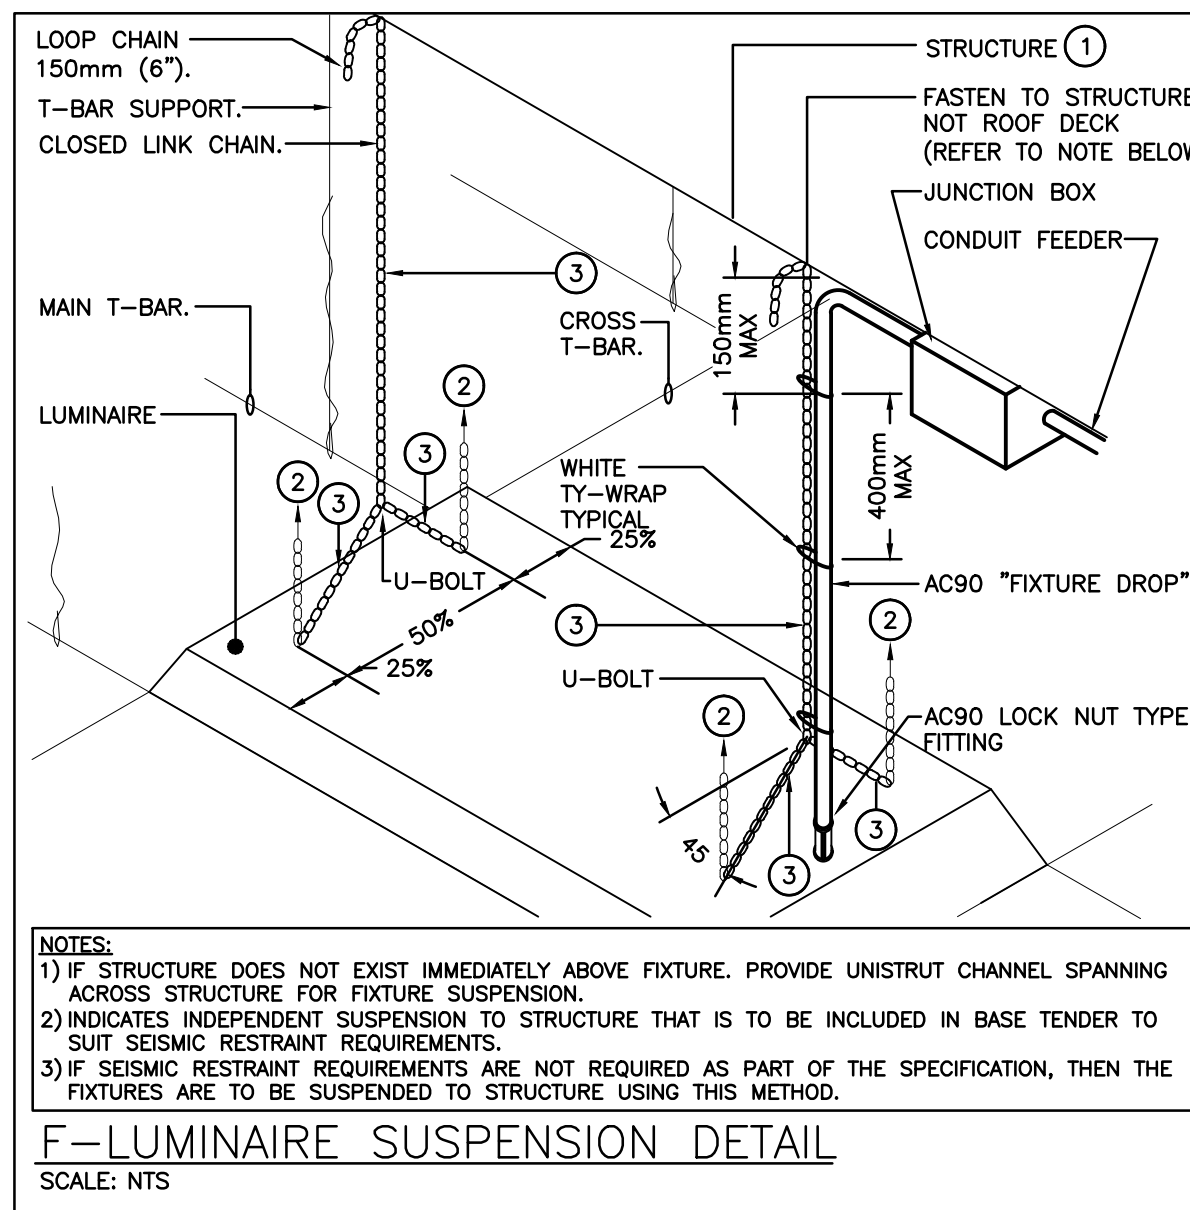 LOOP CHAIN
150mm (6").
T-BAR SUPPORT.
CLOSED LINK CHAIN.
STRUCTURE 1
FASTEN TO STRUCTURE
NOT ROOF DECK
(REFER TO NOTE BELOW
JUNCTION BOX
CONDUIT FEEDER
3
MAIN T-BAR.
CROSS
T-BAR.
150mm
MAX
2
LUMINAIRE
3
2
3
WHITE
TY-WRAP
TYPICAL
400mm
MAX
25%
U-BOLT
50%
25%
AC90 "FIXTURE DROP"
3
2
U-BOLT
2
AC90 LOCK NUT TYPE
FITTING
45
3
3
NOTES:
1) IF STRUCTURE DOES NOT EXIST IMMEDIATELY ABOVE FIXTURE. PROVIDE UNISTRUT CHANNEL SPANNING
ACROSS STRUCTURE FOR FIXTURE SUSPENSION.
2) INDICATES INDEPENDENT SUSPENSION TO STRUCTURE THAT IS TO BE INCLUDED IN BASE TENDER TO
SUIT SEISMIC RESTRAINT REQUIREMENTS.
3) IF SEISMIC RESTRAINT REQUIREMENTS ARE NOT REQUIRED AS PART OF THE SPECIFICATION, THEN THE
FIXTURES ARE TO BE SUSPENDED TO STRUCTURE USING THIS METHOD.
F-LUMINAIRE SUSPENSION DETAIL
SCALE: NTS